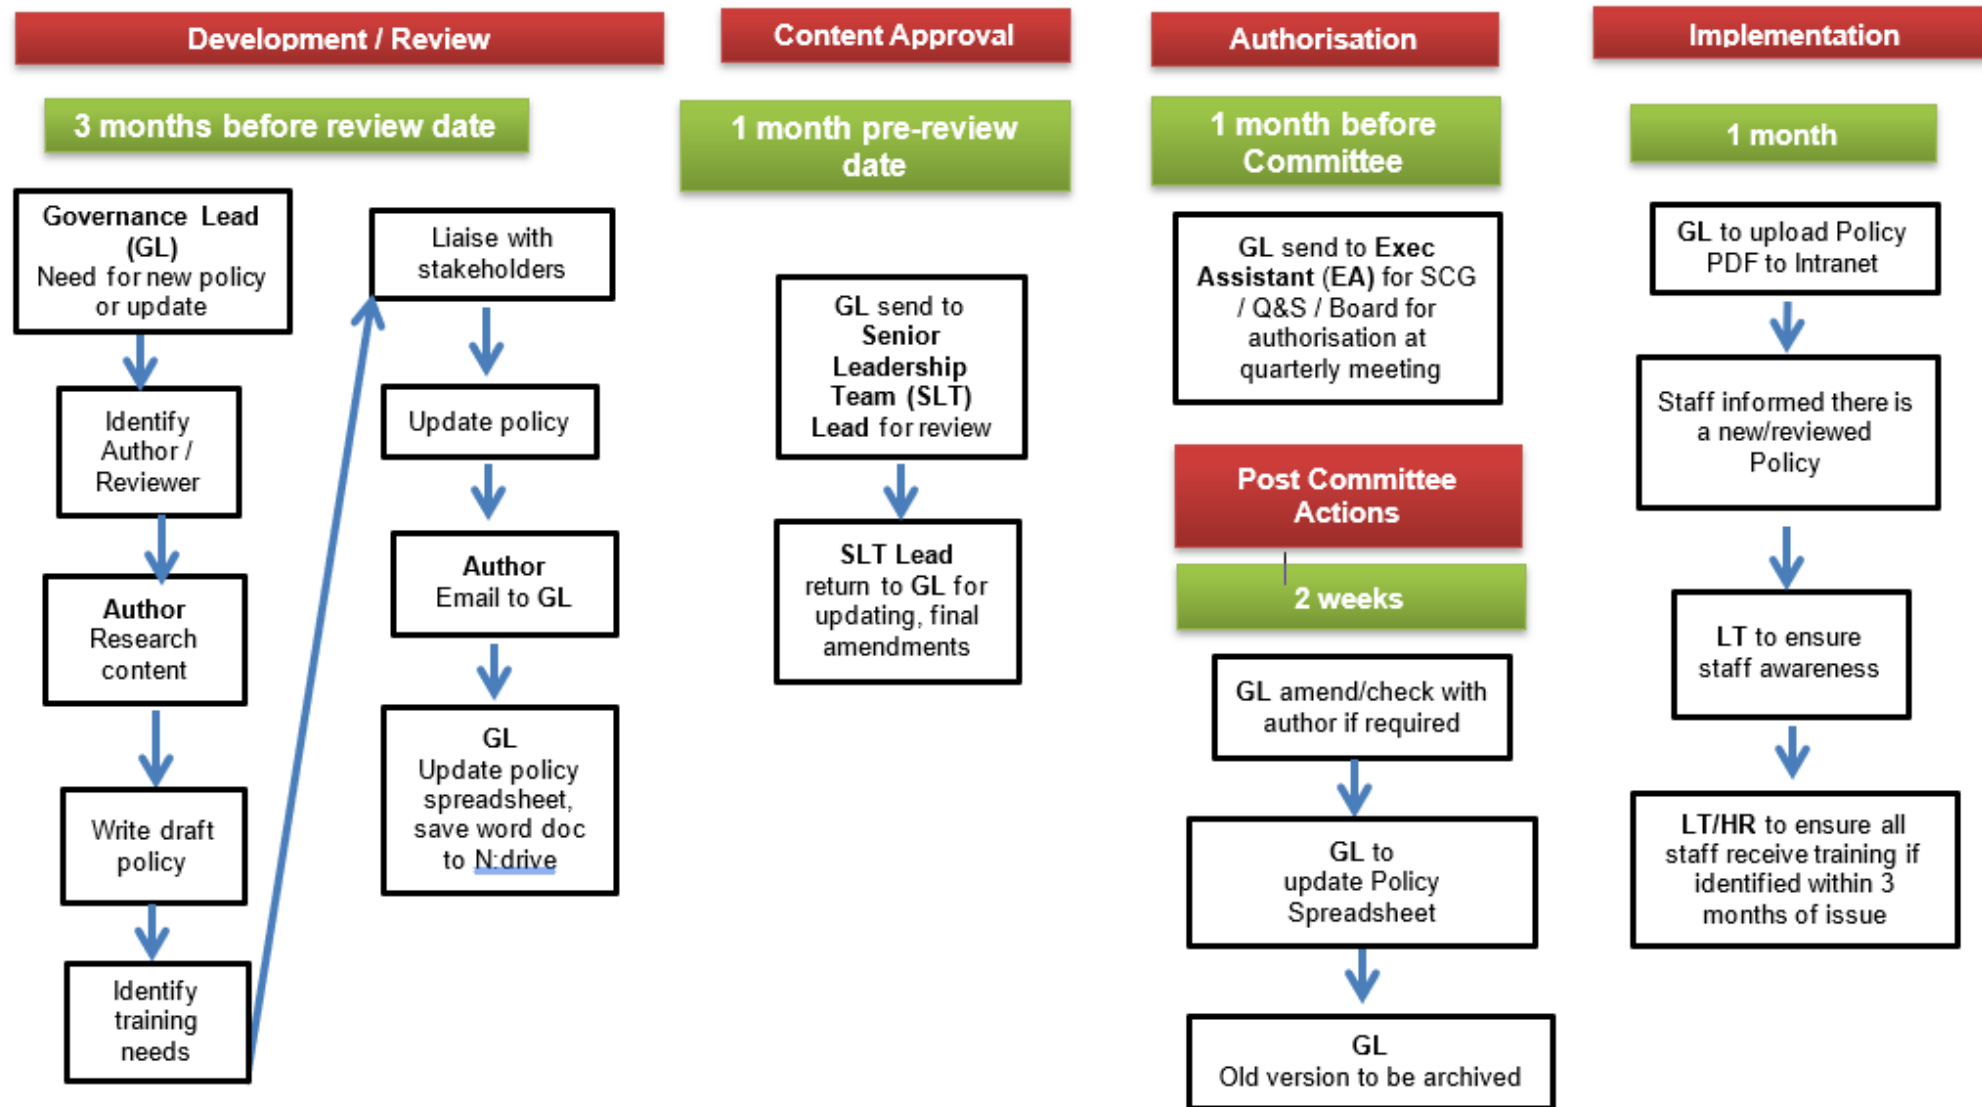 Development / Review
3 months before review date
Governance Lead
(GL)
Need for new policy
or update
Identify
Author /
Reviewer
Author
Research
content
Write draft
policy
Identify
training
needs
Liaise with
stakeholders
Update policy
Author
Email to GL
GL
Update policy
spreadsheet,
save word doc
to N:drive
Content Approval
1 month pre-review
date
GL send to
Senior
Leadership
Team (SLT)
Lead for review
SLT Lead
return to GL for
updating, final
amendments
Authorisation
1 month before
Committee
GL send to Exec
Assistant (EA) for SCG
/ Q&S / Board for
authorisation at
quarterly meeting
Post Committee
Actions
2 weeks
GL amend/check with
author if required
GL to
update Policy
Spreadsheet
GL
Old version to be archived
Implementation
1 month
GL to upload Policy
PDF to Intranet
Staff informed there is
a new/reviewed
Policy
LT to ensure
staff awareness
LT/HR to ensure all
staff receive training if
identified within 3
months of issue